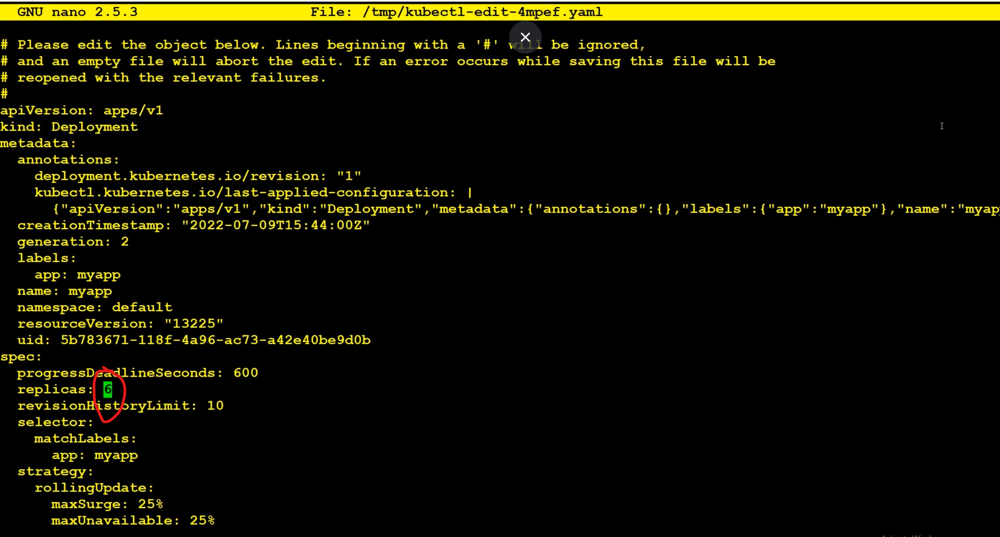 GNU nano 2.5.3 File: /tmp/kubectl-edit-4mpef.yaml
# Please edit the object below. Lines beginning with a '#' will be ignored,
# and an empty file will abort the edit. If an error occurs while saving this file will be
# reopened with the relevant failures.
#
apiVersion: apps/v1
kind: Deployment
metadata:
  annotations:
    deployment.kubernetes.io/revision: "1"
    kubectl.kubernetes.io/last-applied-configuration: |
      {"apiVersion":"apps/v1","kind":"Deployment","metadata":{"annotations":{},"labels":{"app":"myapp"},"name":"myap
  creationTimestamp: "2022-07-09T15:44:00Z"
  generation: 2
  labels:
    app: myapp
  name: myapp
  namespace: default
  resourceVersion: "13225"
  uid: 5b783671-118f-4a96-ac73-a42e40be9d0b
spec:
  progressDeadlineSeconds: 600
  replicas: 6
  revisionHistoryLimit: 10
  selector:
    matchLabels:
      app: myapp
  strategy:
    rollingUpdate:
      maxSurge: 25%
      maxUnavailable: 25%